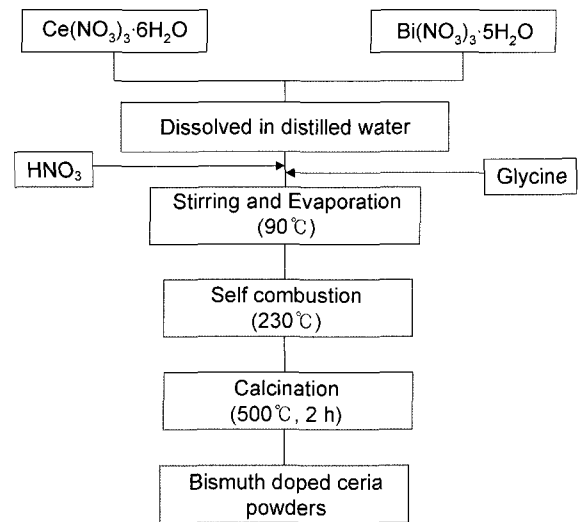 Ce(NO₃)₃·6H₂O
Bi(NO₃)₃·5H₂O
Dissolved in distilled water
HNO₃
Glycine
Stirring and Evaporation
(90℃)
Self combustion
(230℃)
Calcination
(500℃, 2 h)
Bismuth doped ceria
powders